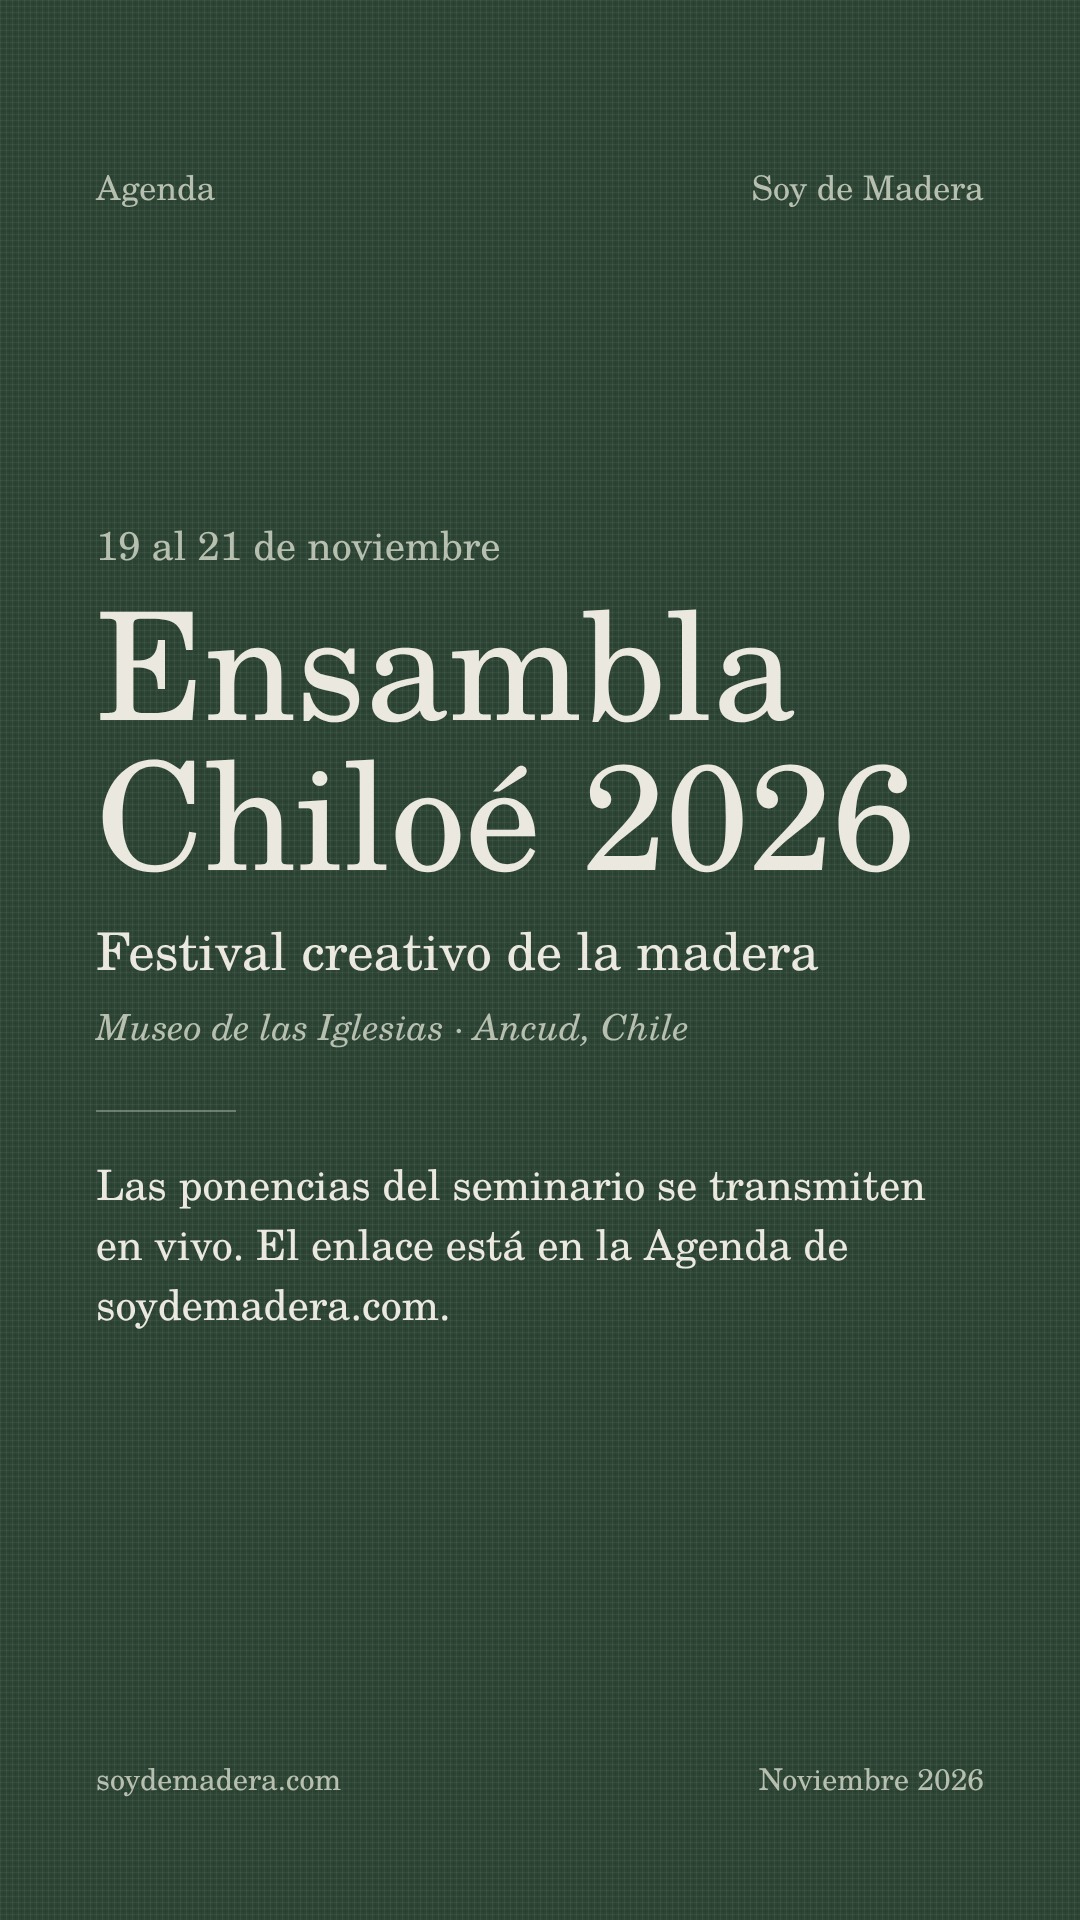 Agenda
Soy de Madera
19 al 21 de noviembre
Ensambla
Chiloé 2026
Festival creativo de la madera
Museo de las Iglesias · Ancud, Chile
Las ponencias del seminario se transmiten
en vivo. El enlace está en la Agenda de
soydemadera.com.
soydemadera.com
Noviembre 2026